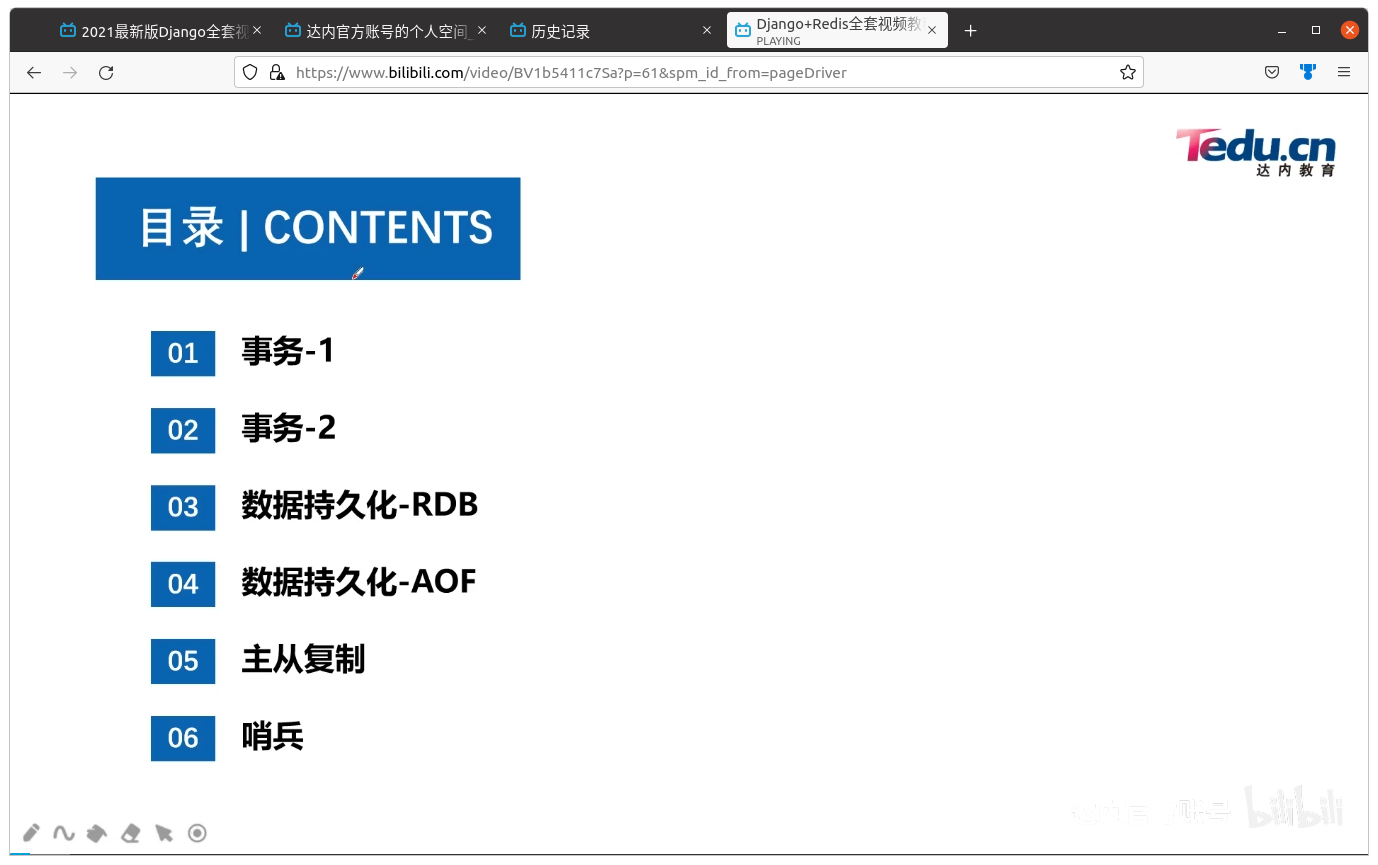 2021最新版Django全套视
达内官方账号的个人空间_
历史记录
Django+Redis全套视频教
PLAYING
https://www.bilibili.com/video/BV1b5411c7Sa?p=61&spm_id_from=pageDriver
Tedu.cn
达内教育
目录 | CONTENTS
01 事务-1
02 事务-2
03 数据持久化-RDB
04 数据持久化-AOF
05 主从复制
06 哨兵
达内官方账号 bilibili